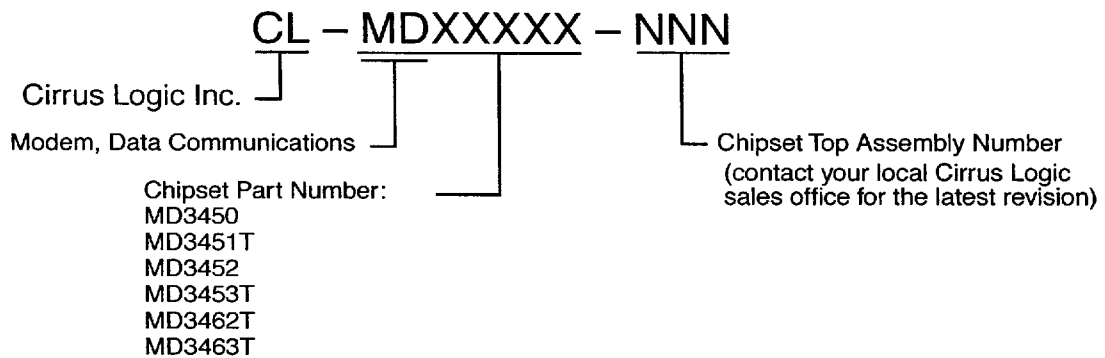 CL – MDXXXXX – NNN
Cirrus Logic Inc.
Modem, Data Communications
Chipset Part Number:
MD3450
MD3451T
MD3452
MD3453T
MD3462T
MD3463T
Chipset Top Assembly Number
(contact your local Cirrus Logic
sales office for the latest revision)